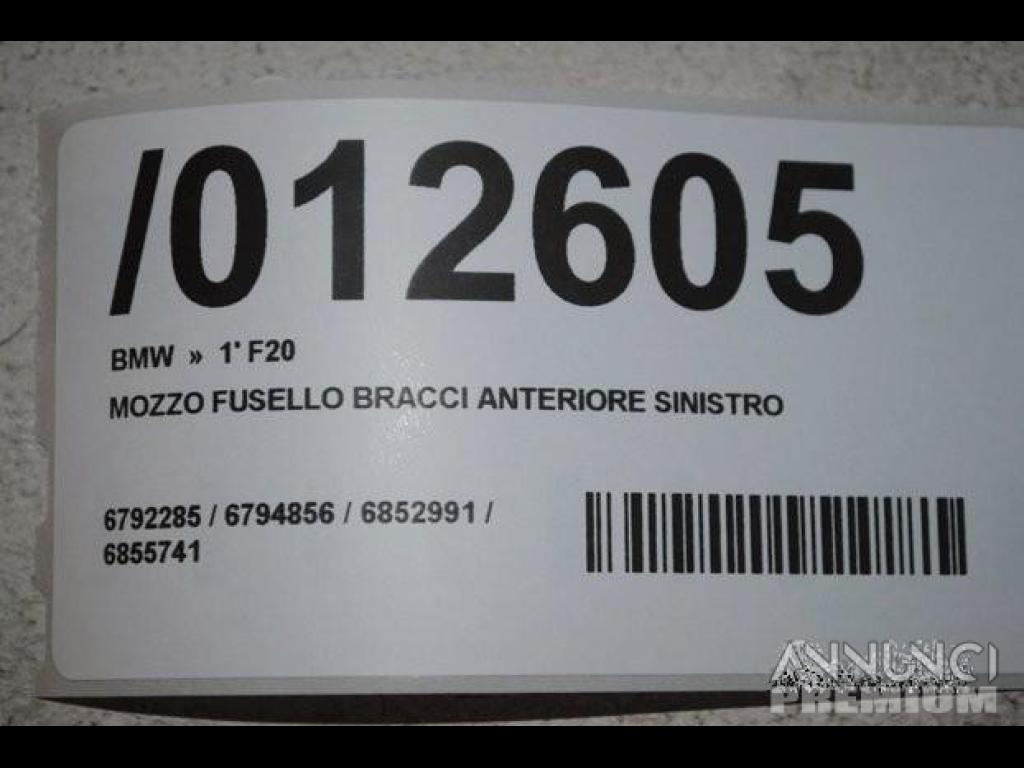 /012605
BMW » 1' F20
MOZZO FUSELLO BRACCI ANTERIORE SINISTRO
6792285 / 6794856 / 6852991 /
6855741
ANNUNCI
PREMIUM